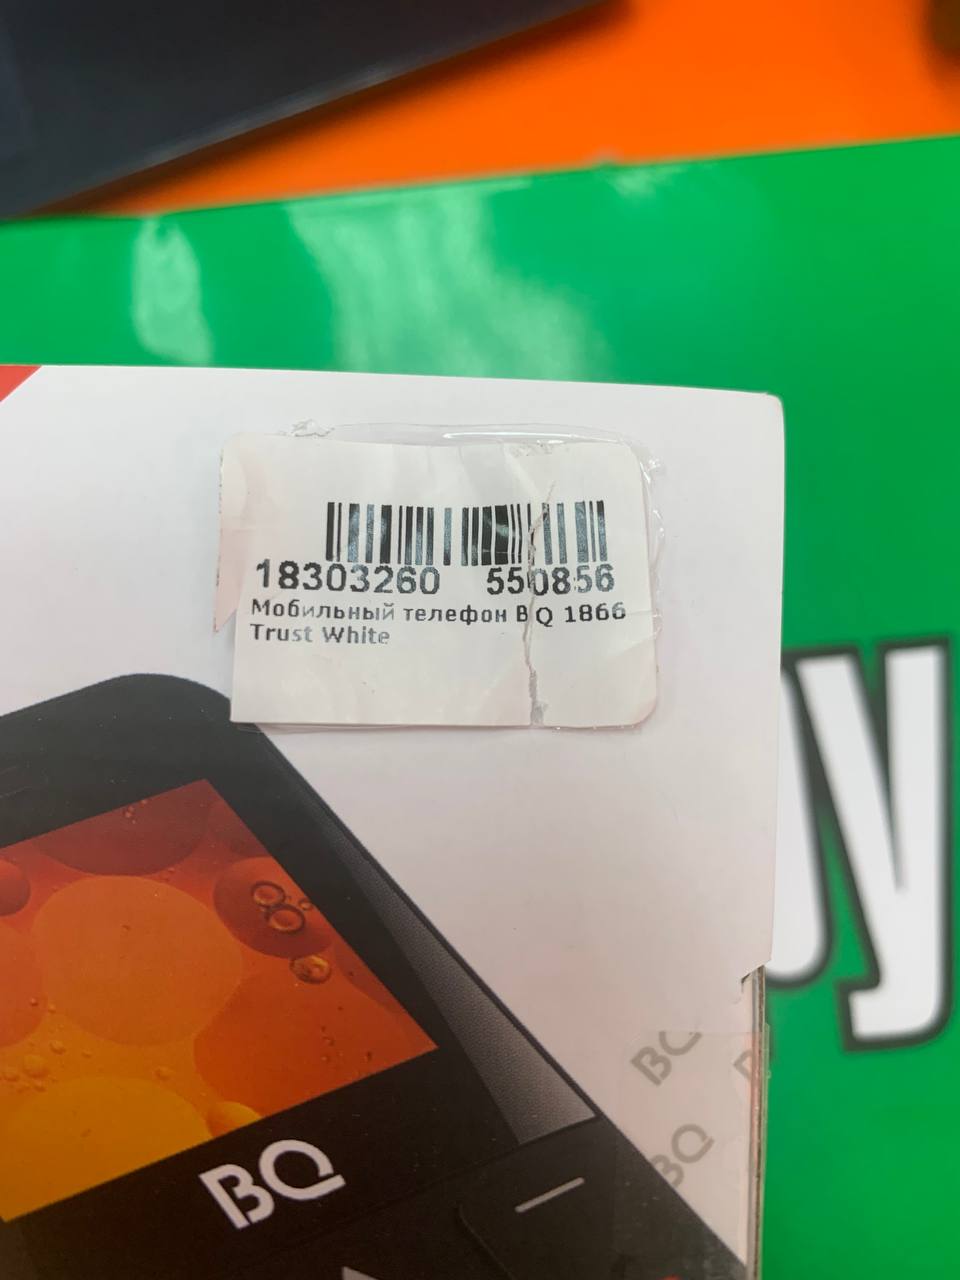 18303260 550856
Мобильный телефон BQ 1866
Trust White
BQ
BQ
BQ